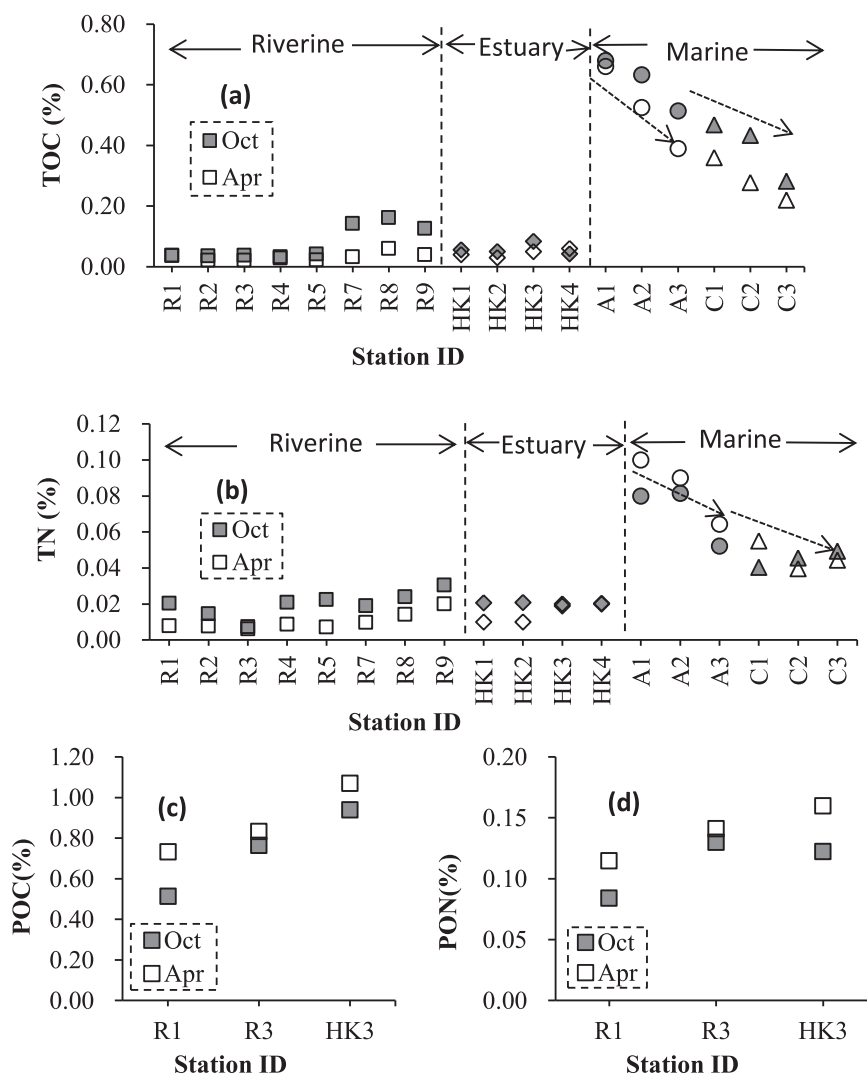 0.80
Riverine
Estuary
Marine
0.60
(a)
TOC (%)
Oct
0.40
Apr
0.20
0.00
R1 R2 R3 R4 R5 R7 R8 R9 HK1 HK2 HK3 HK4 A1 A2 A3 C1 C2 C3
Station ID
0.12
Riverine
Estuary
Marine
0.10
(b)
0.08
TN (%)
Oct
0.06
Apr
0.04
0.02
0.00
R1 R2 R3 R4 R5 R7 R8 R9 HK1 HK2 HK3 HK4 A1 A2 A3 C1 C2 C3
Station ID
1.20
1.00
(c)
0.80
POC(%)
0.60
0.40
Oct
0.20
Apr
0.00
R1 R3 HK3
Station ID
0.20
(d)
0.15
PON(%)
0.10
0.05
Oct
Apr
0.00
R1 R3 HK3
Station ID